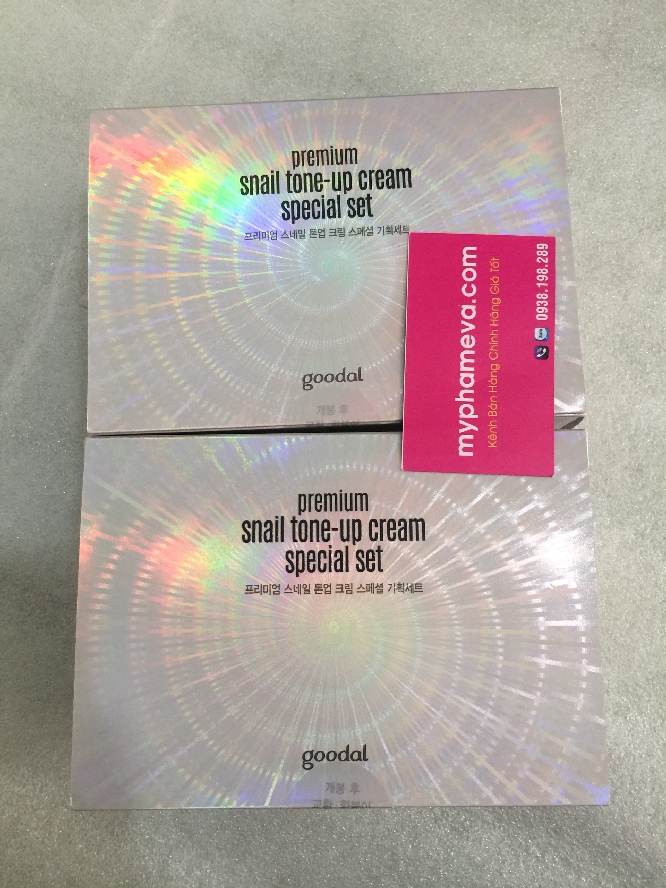 premium
snail tone-up cream
special set
프리미엄 스네일 톤업 크림 스페셜 기획세트
goodal
개봉 후
myphameva.com
Kênh Bán Hàng Chính Hãng Giá Tốt
0938.198.289
premium
snail tone-up cream
special set
프리미엄 스네일 톤업 크림 스페셜 기획세트
goodal
개봉 후